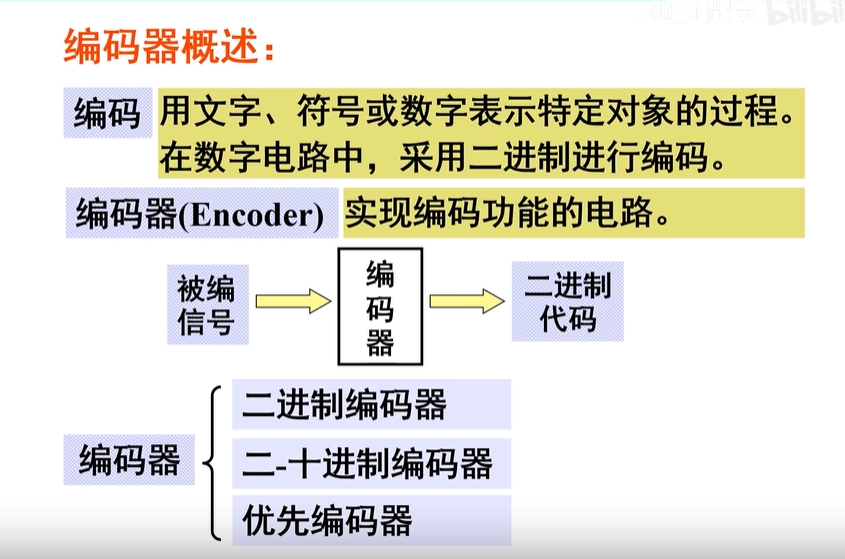 编码器概述：
编码 用文字、符号或数字表示特定对象的过程。
在数字电路中，采用二进制进行编码。
编码器(Encoder) 实现编码功能的电路。
被编
信号
编
码
器
二进制
代码
编码器
二进制编码器
二-十进制编码器
优先编码器
bilibili